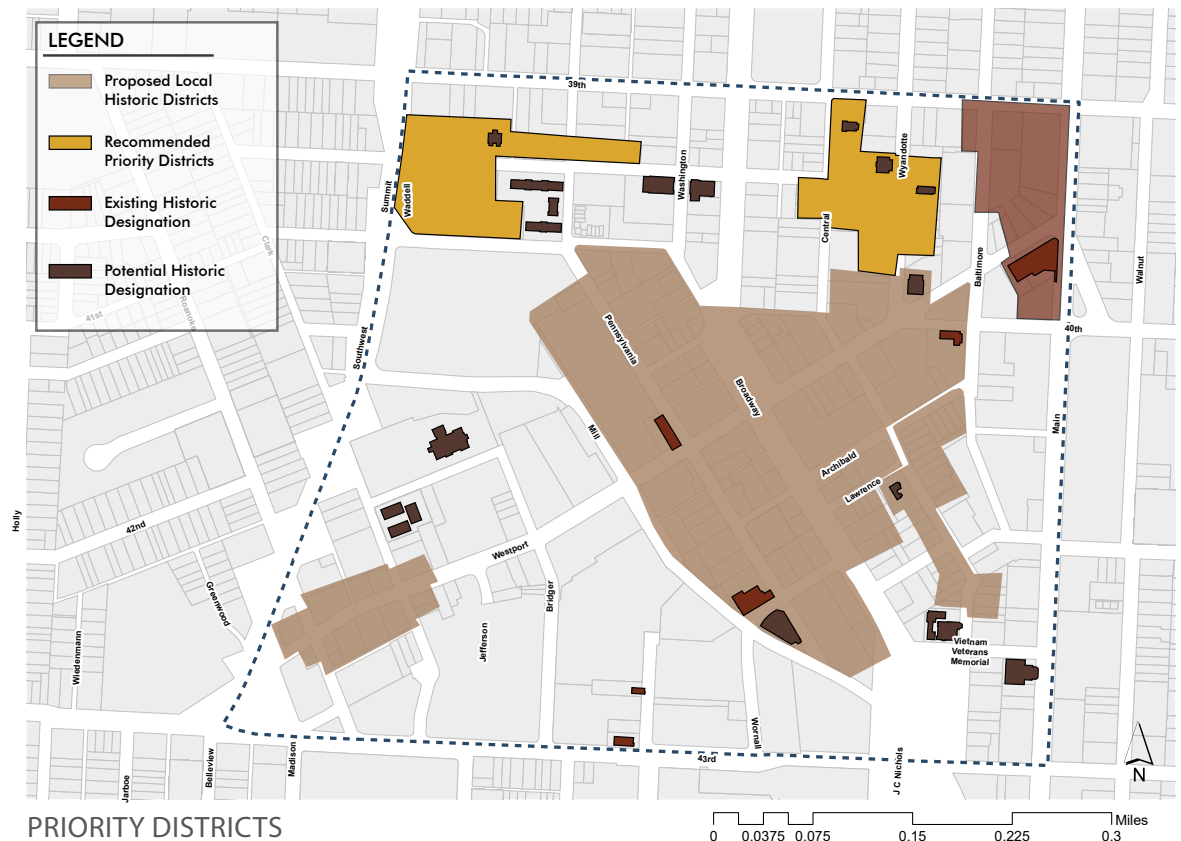 LEGEND
Proposed Local
Historic Districts
Recommended
Priority Districts
Existing Historic
Designation
Potential Historic
Designation
39th
Washington
Wyandotte
Summit
Waddell
Central
Clark
Baltimore
Walnut
Roanoke
41st
40th
Pennsylvania
Southwest
Broadway
Main
Mill
Archibald
Lawrence
Holly
42nd
Westport
Greenwood
Bridger
Wiedenmann
Jefferson
Vietnam
Veterans
Memorial
Wornall
43rd
J C Nichols
Madison
Belleview
Jarboe
N
PRIORITY DISTRICTS
Miles
0 0.0375 0.075 0.15 0.225 0.3